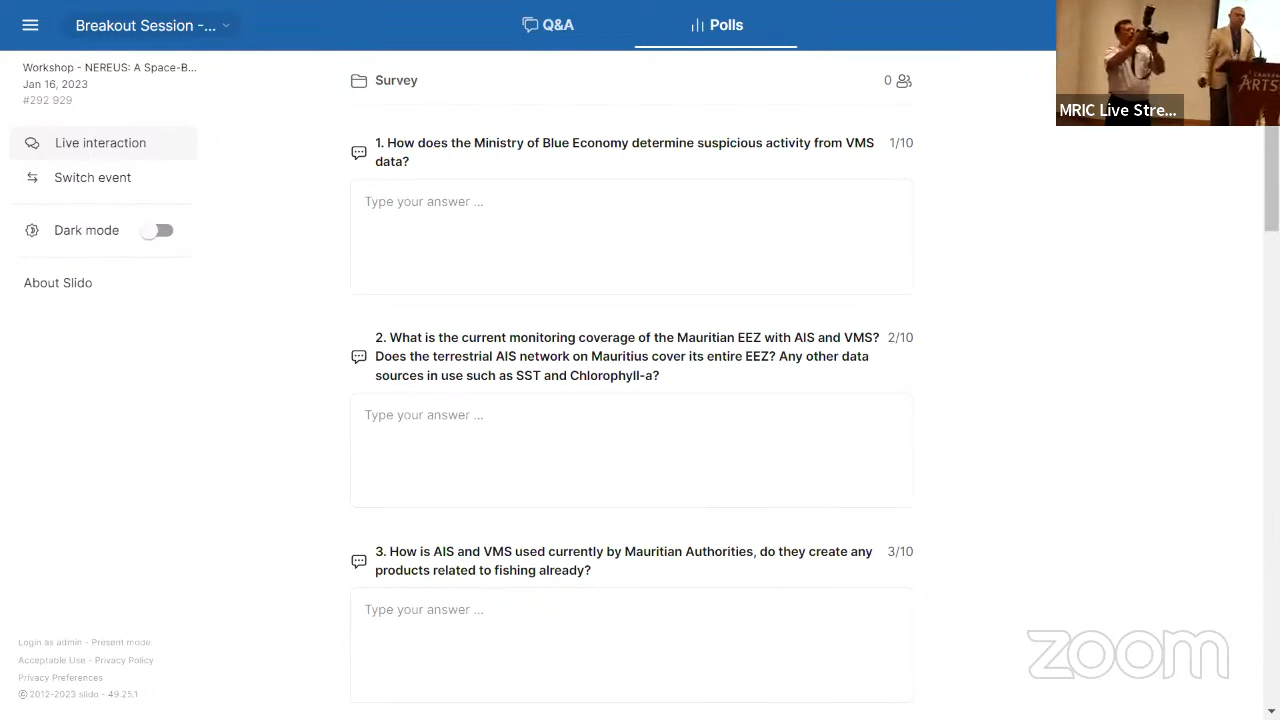 Breakout Session -...
Q&A
Polls
Workshop - NEREUS: A Space-B...
Jan 16, 2023
#292 929
Live interaction
Switch event
Dark mode
About Slido
Survey
0
1. How does the Ministry of Blue Economy determine suspicious activity from VMS
data?
1/10
Type your answer ...
2. What is the current monitoring coverage of the Mauritian EEZ with AIS and VMS?
Does the terrestrial AIS network on Mauritius cover its entire EEZ? Any other data
sources in use such as SST and Chlorophyll-a?
2/10
Type your answer ...
3. How is AIS and VMS used currently by Mauritian Authorities, do they create any
products related to fishing already?
3/10
Type your answer ...
Login as admin - Present mode
Acceptable Use - Privacy Policy
Privacy Preferences
© 2012-2023 slido - 49.25.1
ARTS
MRIC Live Stre...
zoom